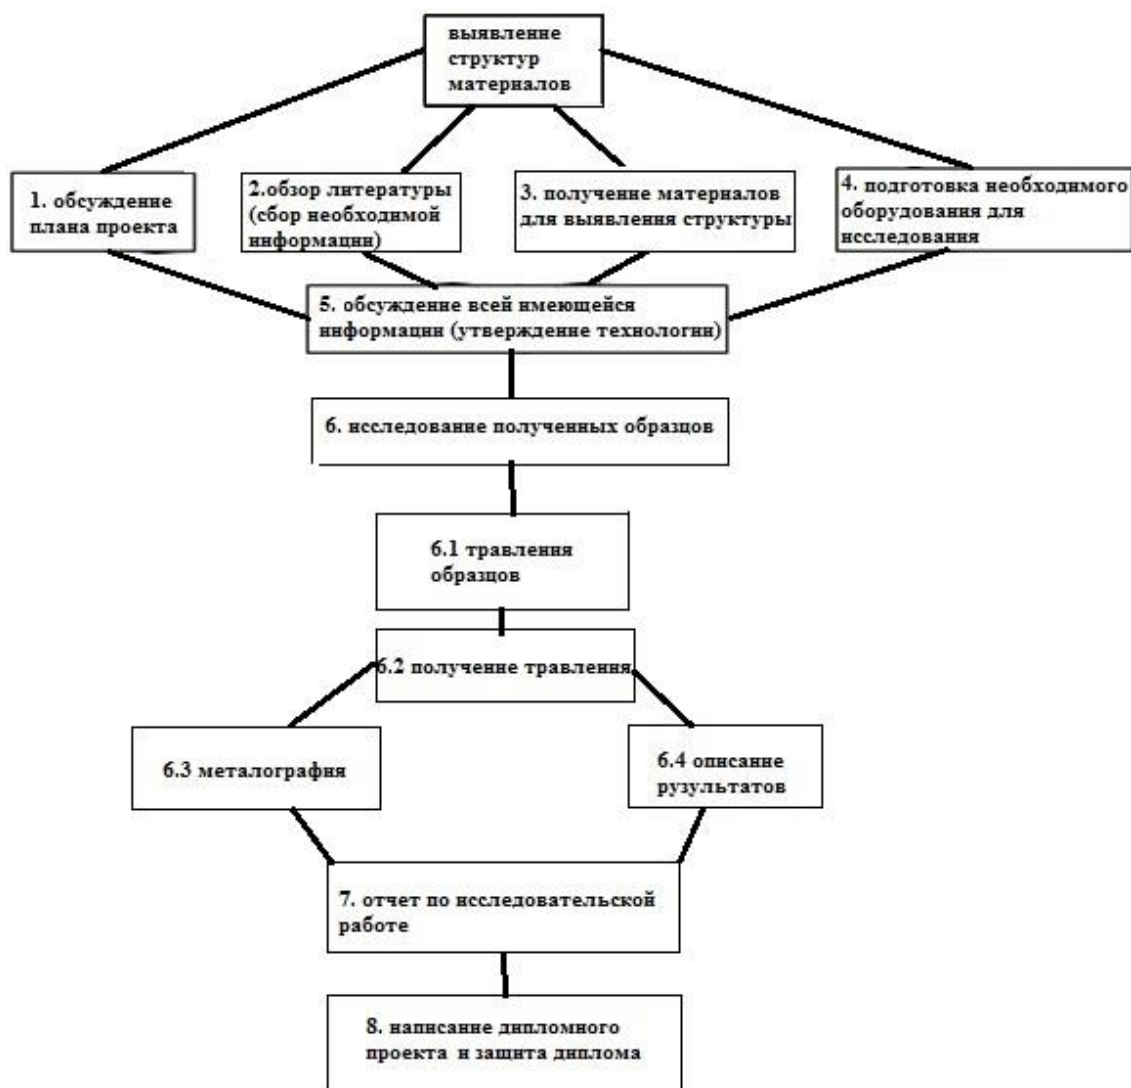 выявление
структур
материалов
1. обсуждение
плана проекта
2.обзор литературы
(сбор необходимой
информации)
3. получение материалов
для выявления структуры
4. подготовка необходимого
оборудования для
исследования
5. обсуждение всей имеющейся
информации (утверждение технологии)
6. исследование полученных образцов
6.1 травления
образцов
6.2 получение травления
6.3 металография
6.4 описание
рузультатов
7. отчет по исследовательской
работе
8. написание дипломного
проекта и защита диплома